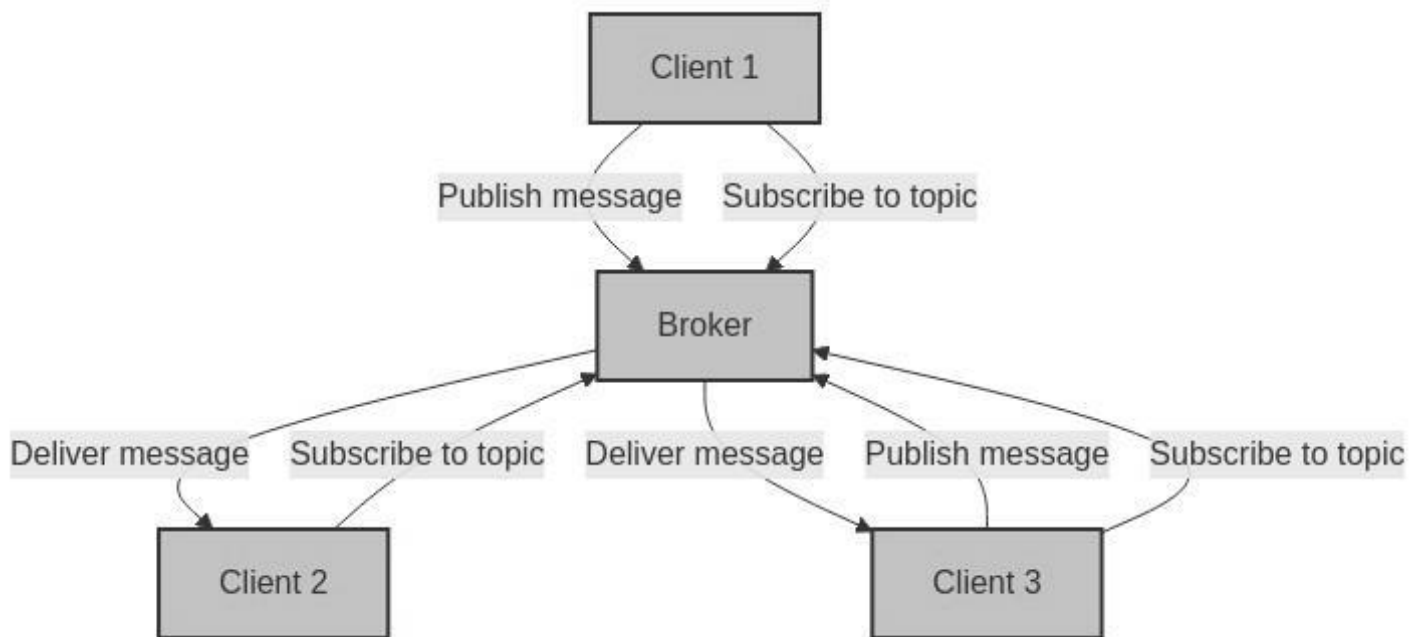 Client 1
Publish message
Subscribe to topic
Broker
Deliver message
Subscribe to topic
Deliver message
Publish message
Subscribe to topic
Client 2
Client 3